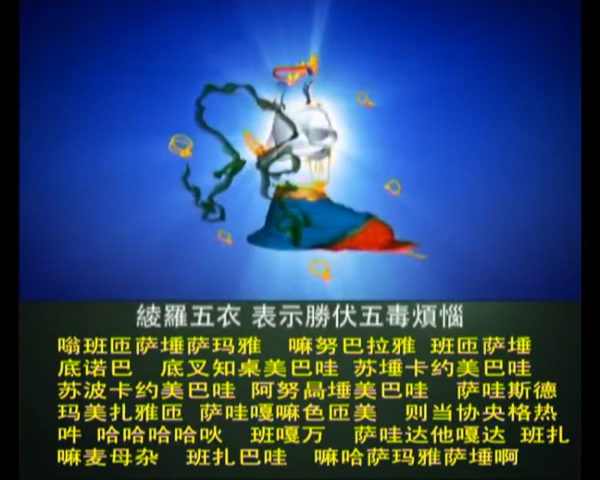 綾羅五衣 表示勝伏五毒煩惱
嗡班匝萨埵萨玛雅 嘛努巴拉雅 班匝萨埵
底诺巴 底叉知桌美巴哇 苏埵卡约美巴哇
苏波卡约美巴哇 阿努曷埵美巴哇 萨哇斯德
玛美扎雅匝 萨哇嘎嘛色匝美 则当协央格热
吽 哈哈哈哈吙 班嘎万 萨哇达他嘎达 班扎
嘛麦母杂 班扎巴哇 嘛哈萨玛雅萨埵啊